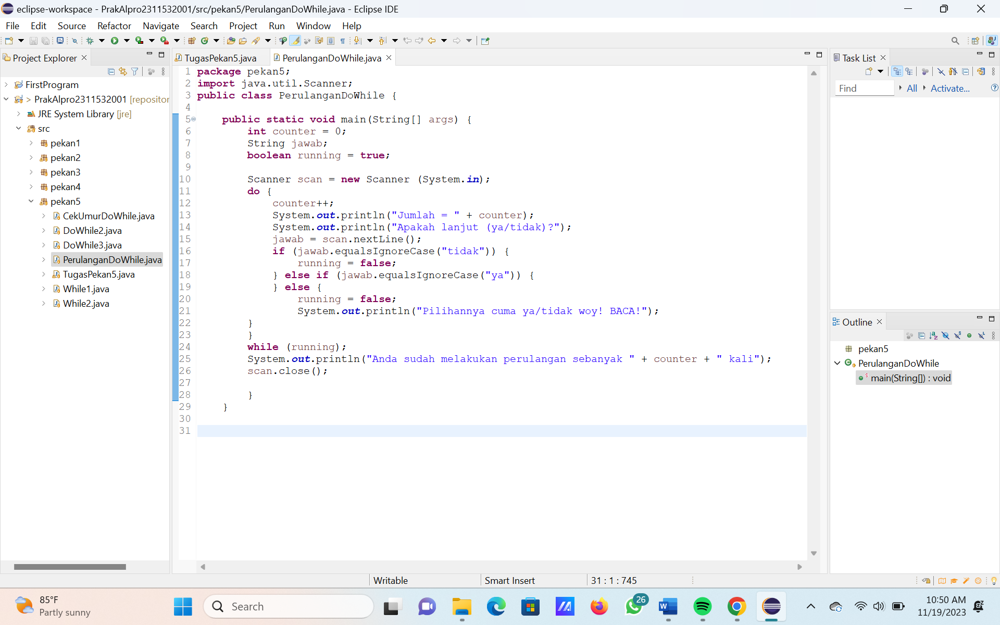 eclipse-workspace - PrakAlpro2311532001/src/pekan5/PerulanganDoWhile.java - Eclipse IDE
File Edit Source Refactor Navigate Search Project Run Window Help
Project Explorer
FirstProgram
> PrakAlpro2311532001 [repositor
JRE System Library [jre]
src
pekan1
pekan2
pekan3
pekan4
pekan5
CekUmurDoWhile.java
DoWhile2.java
DoWhile3.java
PerulanganDoWhile.java
TugasPekan5.java
While1.java
While2.java
TugasPekan5.java PerulanganDoWhile.java
1 package pekan5;
2 import java.util.Scanner;
3 public class PerulanganDoWhile {
4
5 public static void main(String[] args) {
6 int counter = 0;
7 String jawab;
8 boolean running = true;
9
10 Scanner scan = new Scanner (System.in);
11 do {
12 counter++;
13 System.out.println("Jumlah = " + counter);
14 System.out.println("Apakah lanjut (ya/tidak)?");
15 jawab = scan.nextLine();
16 if (jawab.equalsIgnoreCase("tidak")) {
17 running = false;
18 } else if (jawab.equalsIgnoreCase("ya")) {
19 } else {
20 running = false;
21 System.out.println("Pilihannya cuma ya/tidak woy! BACA!");
22 }
23 }
24 while (running);
25 System.out.println("Anda sudah melakukan perulangan sebanyak " + counter + " kali");
26 scan.close();
27
28 }
29 }
30
31
Task List
Find All Activate...
Outline
pekan5
PerulanganDoWhile
main(String[]) : void
Writable Smart Insert 31 : 1 : 745
85°F
Partly sunny
Search
26
10:50 AM
11/19/2023